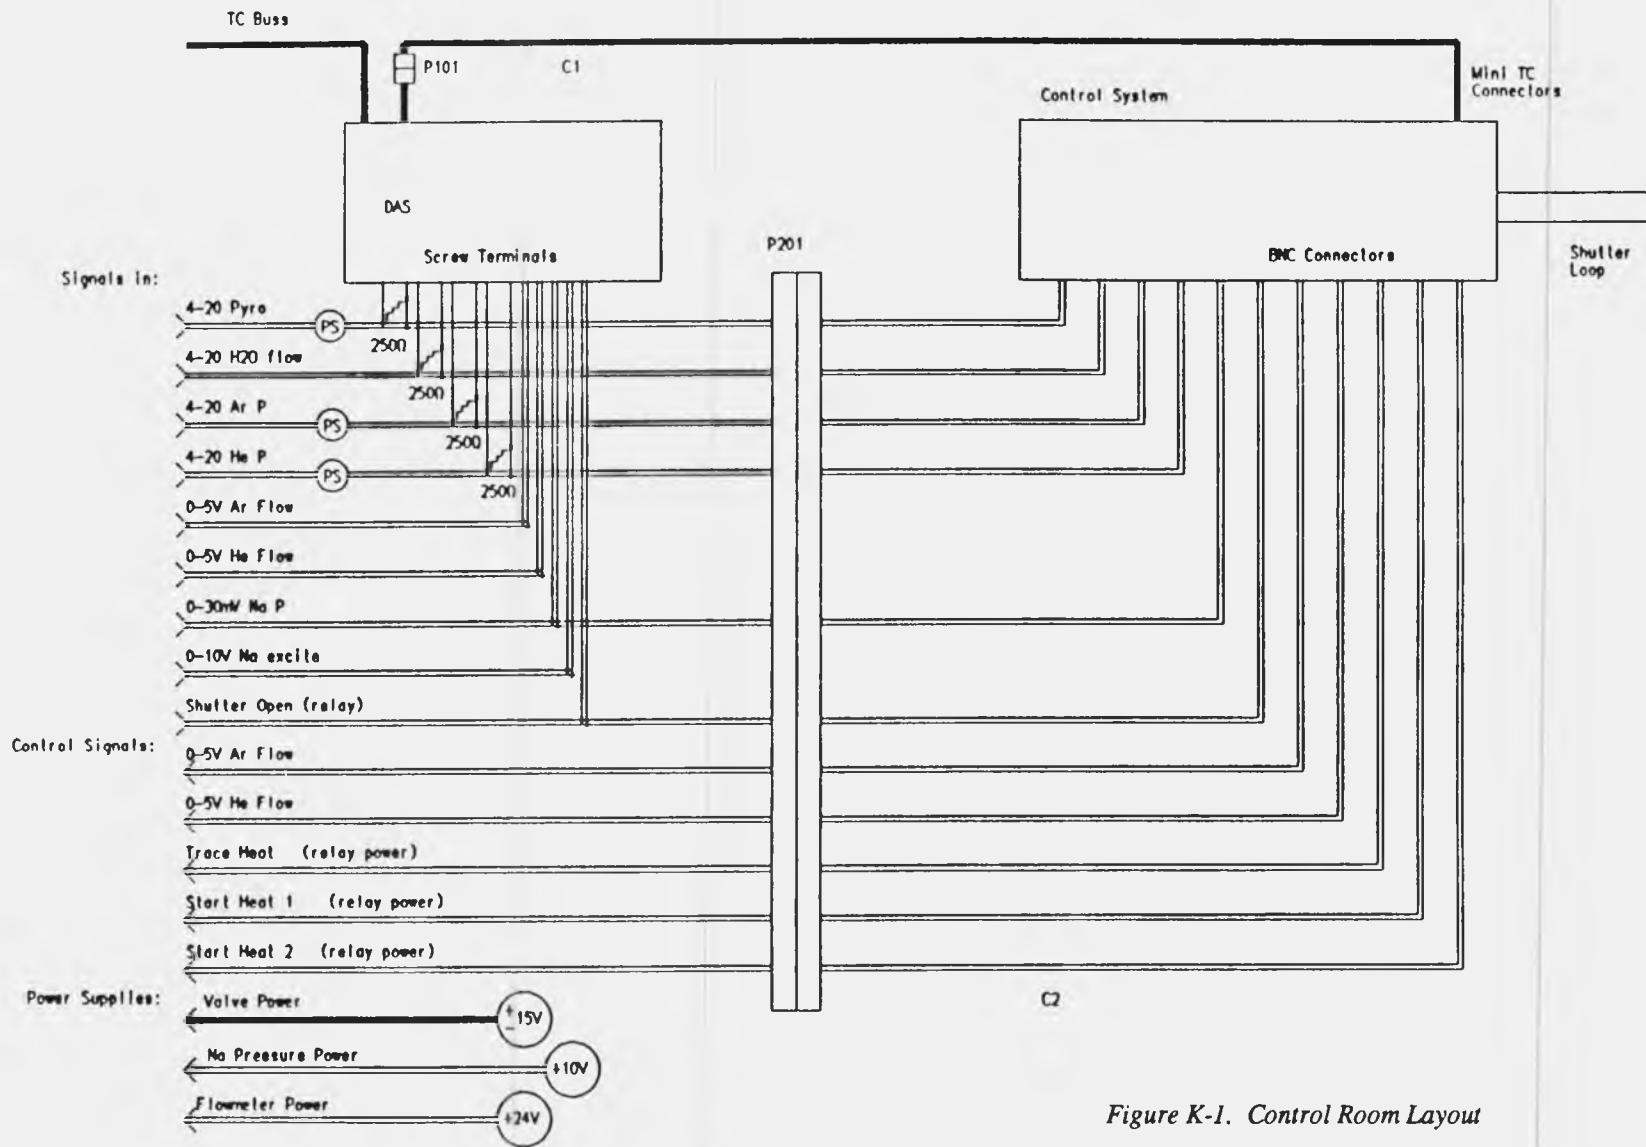 TC Buss
P101
C1
Mini TC
Connectors
Control System
DAS
Screw Terminals
P201
BNC Connectors
Shutter
Loop
Signals in:
4-20 Pyro
PS
250Ω
4-20 H2O flow
250Ω
4-20 Ar P
PS
250Ω
4-20 He P
PS
250Ω
0-5V Ar Flow
0-5V He Flow
0-30mV Na P
0-10V Na excite
Shutter Open (relay)
Control Signals:
0-5V Ar Flow
0-5V He Flow
Trace Heat (relay power)
Start Heat 1 (relay power)
Start Heat 2 (relay power)
C2
Power Supplies:
Valve Power
+
- 15V
Na Pressure Power
+10V
Flowmeter Power
+24V
Figure K-1. Control Room Layout